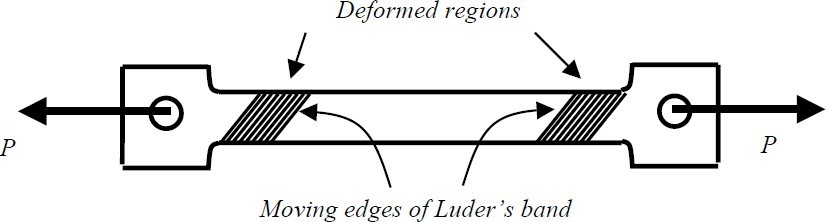 Deformed regions
P
P
Moving edges of Luder's band